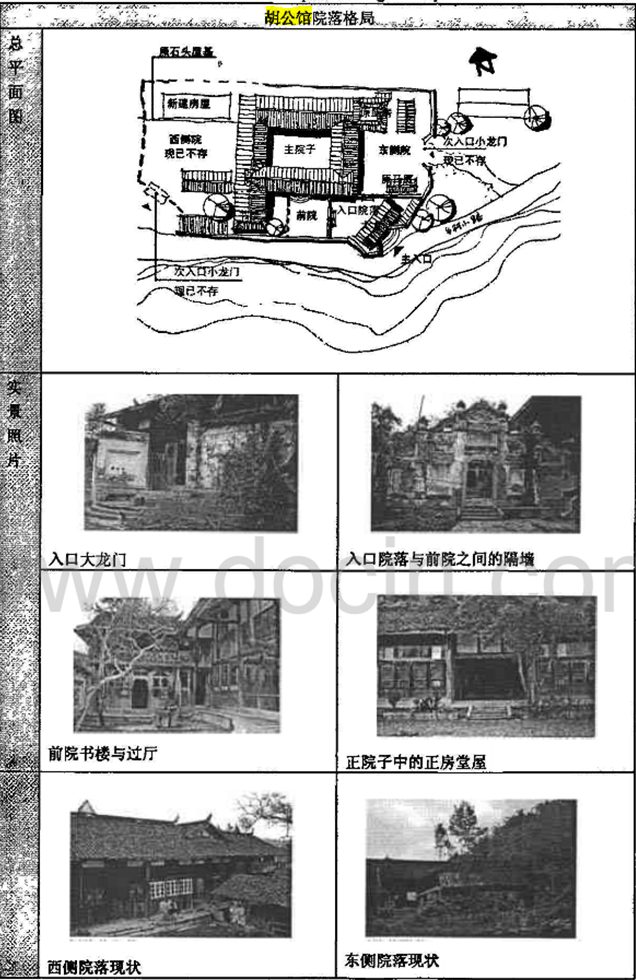 胡公馆院落格局
总平面图
原石头屋基
新建房屋
西侧院
现已不存
主院子
东侧院
次入口小龙门
现已不存
前院
入口院落
主入口
次入口小龙门
现已不存
实景照片
入口大龙门
入口院落与前院之间的隔墙
www.docin.com
前院书楼与过厅
正院子中的正房堂屋
西侧院落现状
东侧院落现状